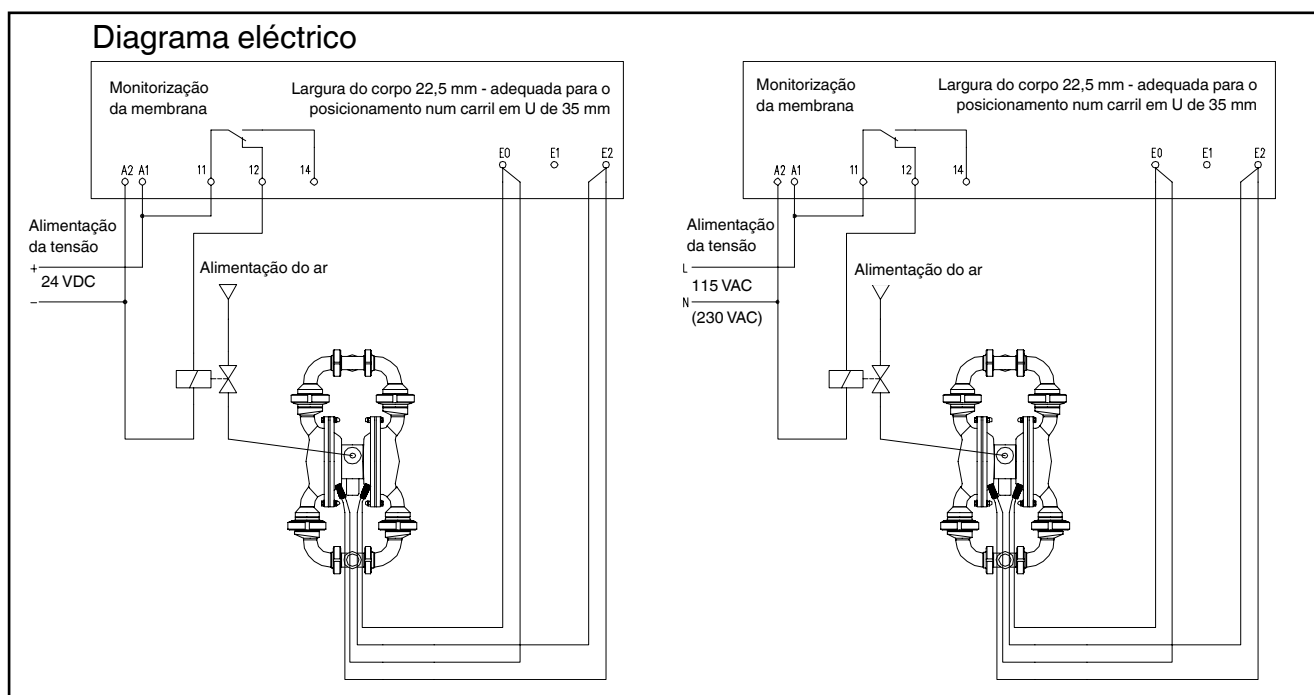 Diagrama eléctrico
Monitorização
da membrana
Largura do corpo 22,5 mm - adequada para o
posicionamento num carril em U de 35 mm
A2 A1 11 12 14 E0 E1 E2
Alimentação
da tensão
+
24 VDC
–
Alimentação do ar
Monitorização
da membrana
Largura do corpo 22,5 mm - adequada para o
posicionamento num carril em U de 35 mm
A2 A1 11 12 14 E0 E1 E2
Alimentação
da tensão
L
115 VAC
N
(230 VAC)
Alimentação do ar